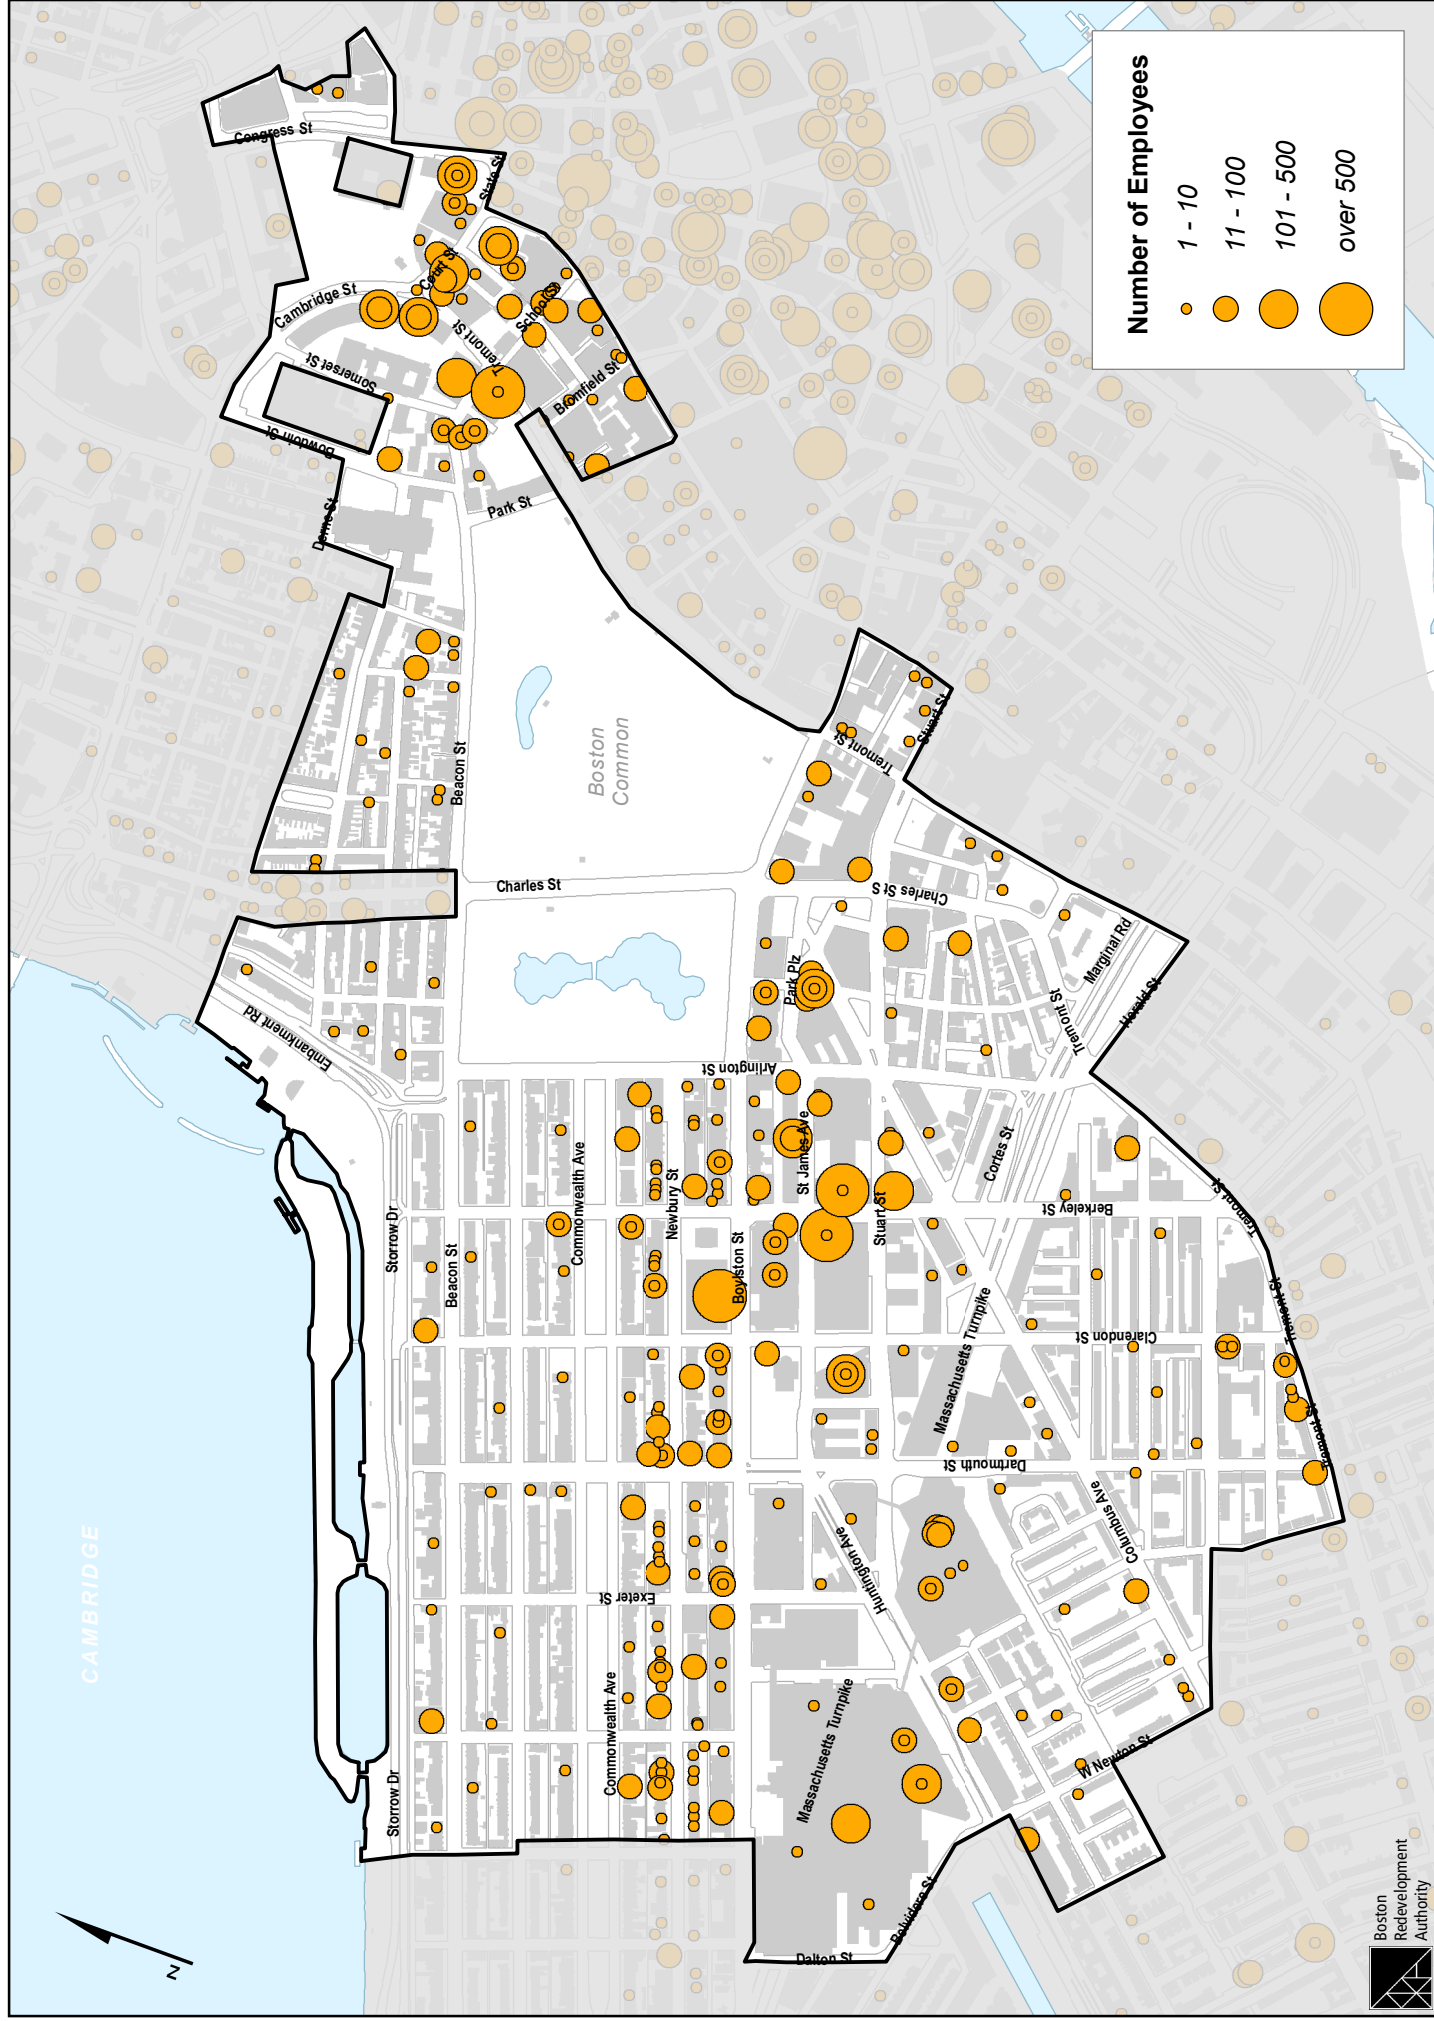 Number of Employees
1 - 10
11 - 100
101 - 500
over 500
CAMBRIDGE
N
Boston
Redevelopment
Authority
Boston
Common
Congress St
State St
Court St
Cambridge St
School St
Tremont St
Somerset St
Bromfield St
Bowdoin St
Park St
Derne St
Beacon St
Charles St
Tremont St
Stuart St
Charles St S
Embankment Rd
Park Plz
Marginal Rd
Herald St
Tremont St
Arlington St
Storrow Dr
Beacon St
Commonwealth Ave
Newbury St
Boylston St
St James Ave
Stuart St
Cortes St
Berkeley St
Tremont St
Massachusetts Turnpike
Clarendon St
Tremont St
Tremont St
Dartmouth St
Columbus Ave
Huntington Ave
Exeter St
Commonwealth Ave
Storrow Dr
Massachusetts Turnpike
W Newton St
Belvidere St
Dalton St